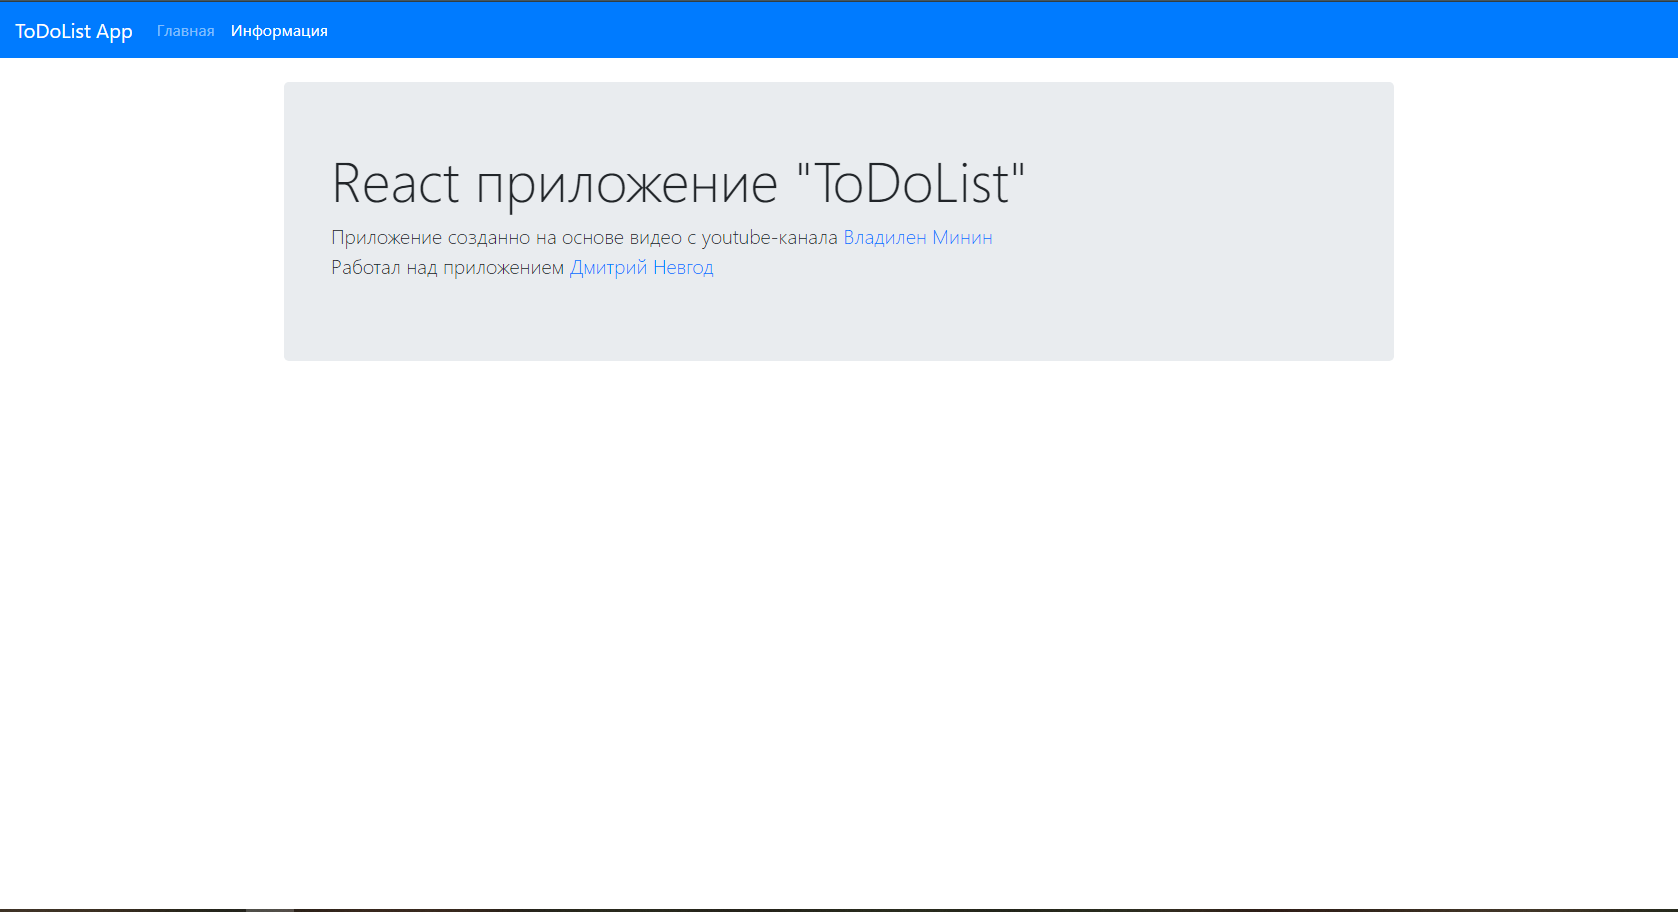 ToDoList App Главная Информация
React приложение "ToDoList"
Приложение созданно на основе видео с youtube-канала Владилен Минин
Работал над приложением Дмитрий Невгод